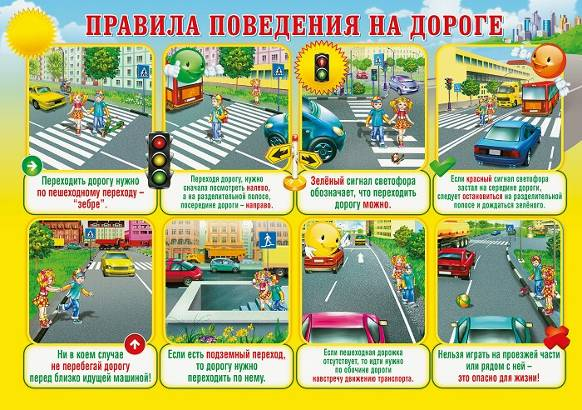 ПРАВИЛА ПОВЕДЕНИЯ НА ДОРОГЕ
Переходить дорогу нужно
по пешеходному переходу –
"зебре".
Переходя дорогу, нужно
сначала посмотреть налево,
а на разделительной полосе,
посередине дороги – направо.
Зелёный сигнал светофора
обозначает, что переходить
дорогу можно.
Если красный сигнал светофора
застал на середине дороги,
следует остановиться на разделительной
полосе и дождаться зелёного.
Ни в коем случае
не перебегай дорогу
перед близко идущей машиной!
Если есть подземный переход,
то дорогу нужно
переходить по нему.
Если пешеходная дорожка
отсутствует, то идти нужно
по обочине дороги
навстречу движению транспорта.
Нельзя играть на проезжей части
или рядом с ней –
это опасно для жизни!